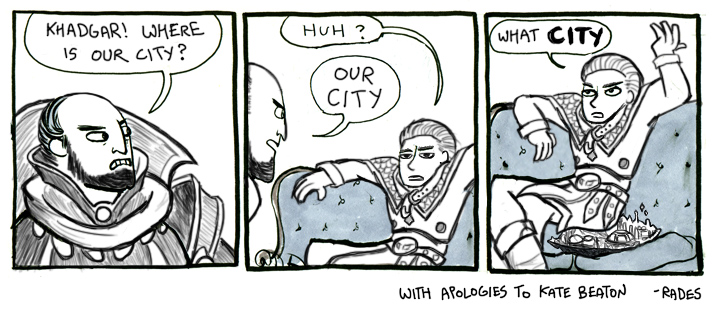 KHADGAR! WHERE
IS OUR CITY?
HUH?
OUR
CITY
WHAT CITY
WITH APOLOGIES TO KATE BEATON -RADES